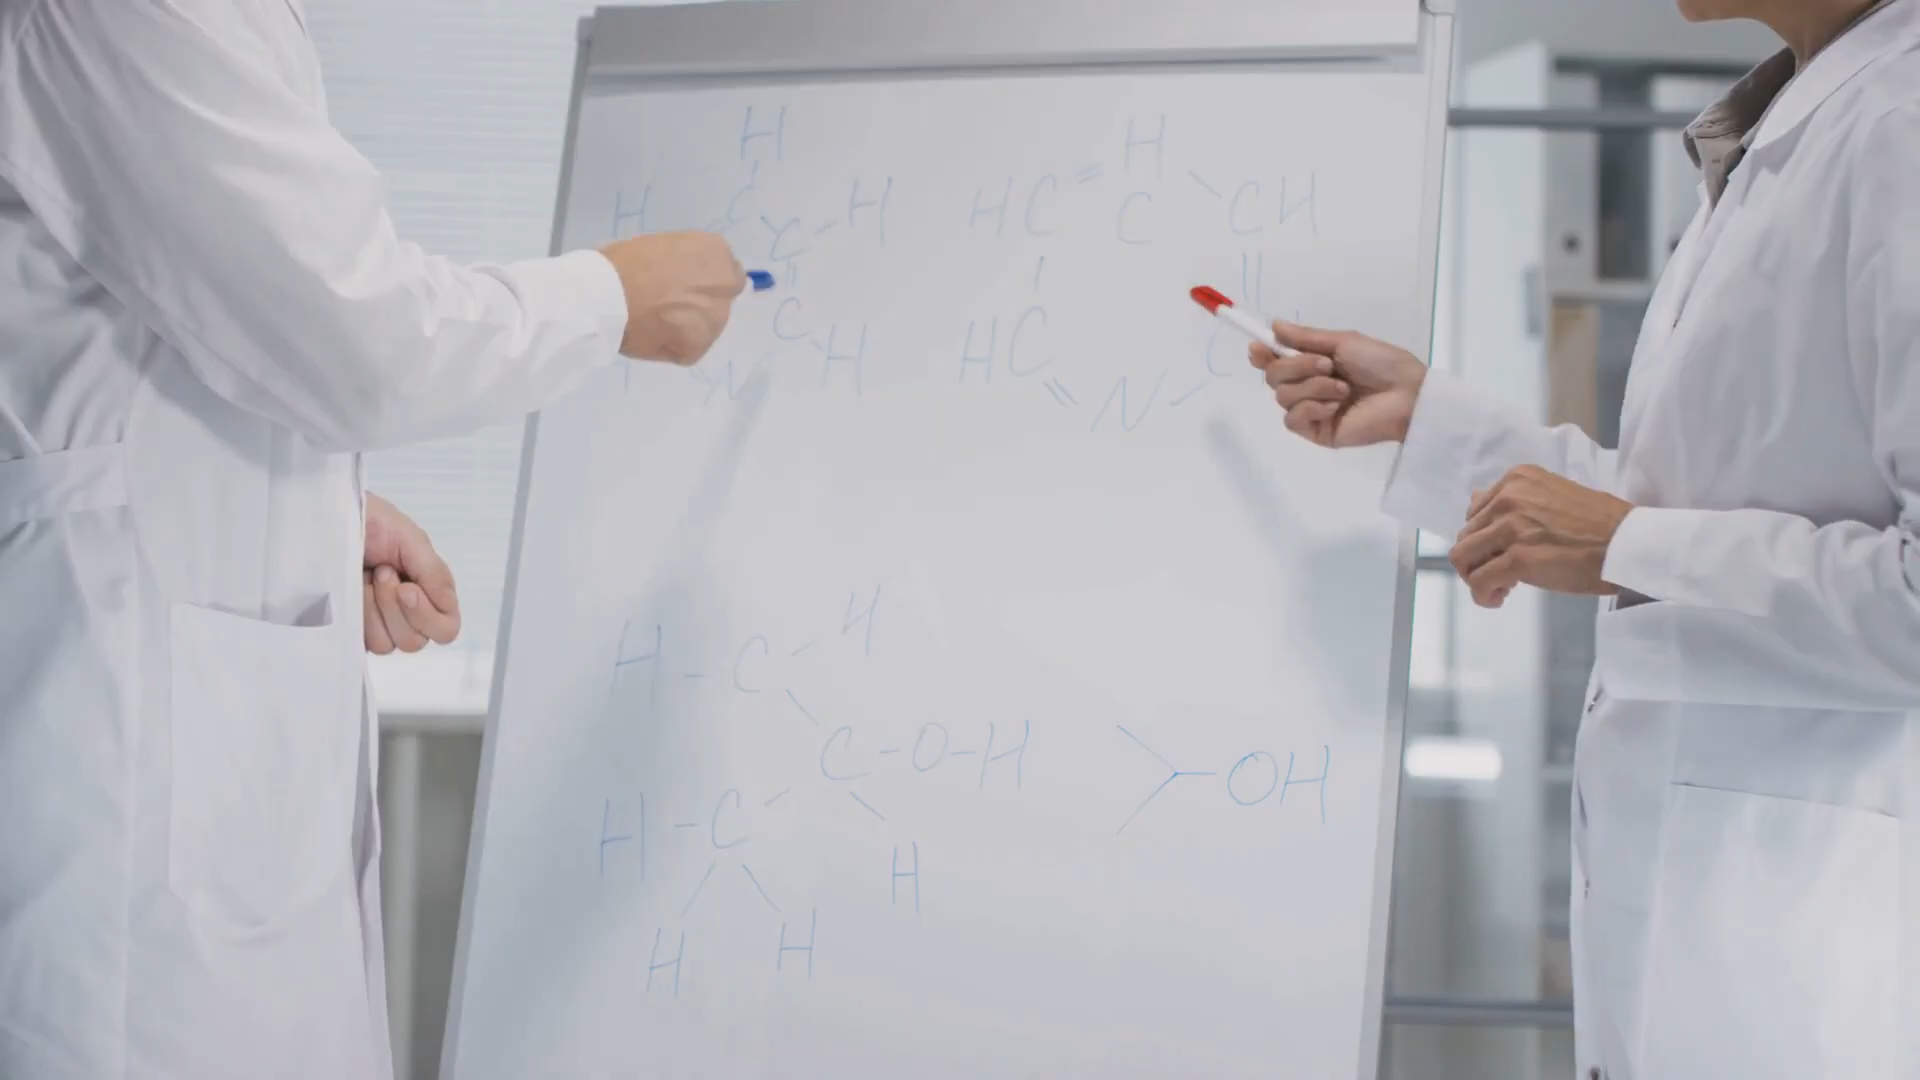 H H
H C H HC = C CH
C
C
H HC C
N N
H - C H
C - O - H
OH
H - C
H
H H